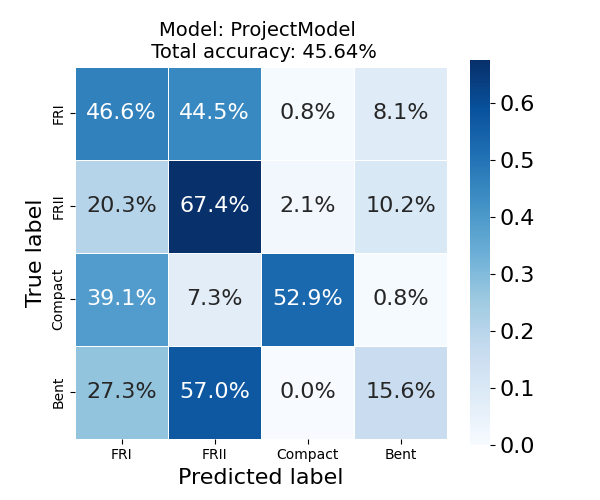 Model: ProjectModel
Total accuracy: 45.64%
FRI
46.6% 44.5% 0.8% 8.1%
FRII
20.3% 67.4% 2.1% 10.2%
Compact
39.1% 7.3% 52.9% 0.8%
Bent
27.3% 57.0% 0.0% 15.6%
True label
FRI FRII Compact Bent
Predicted label
0.6
0.5
0.4
0.3
0.2
0.1
0.0